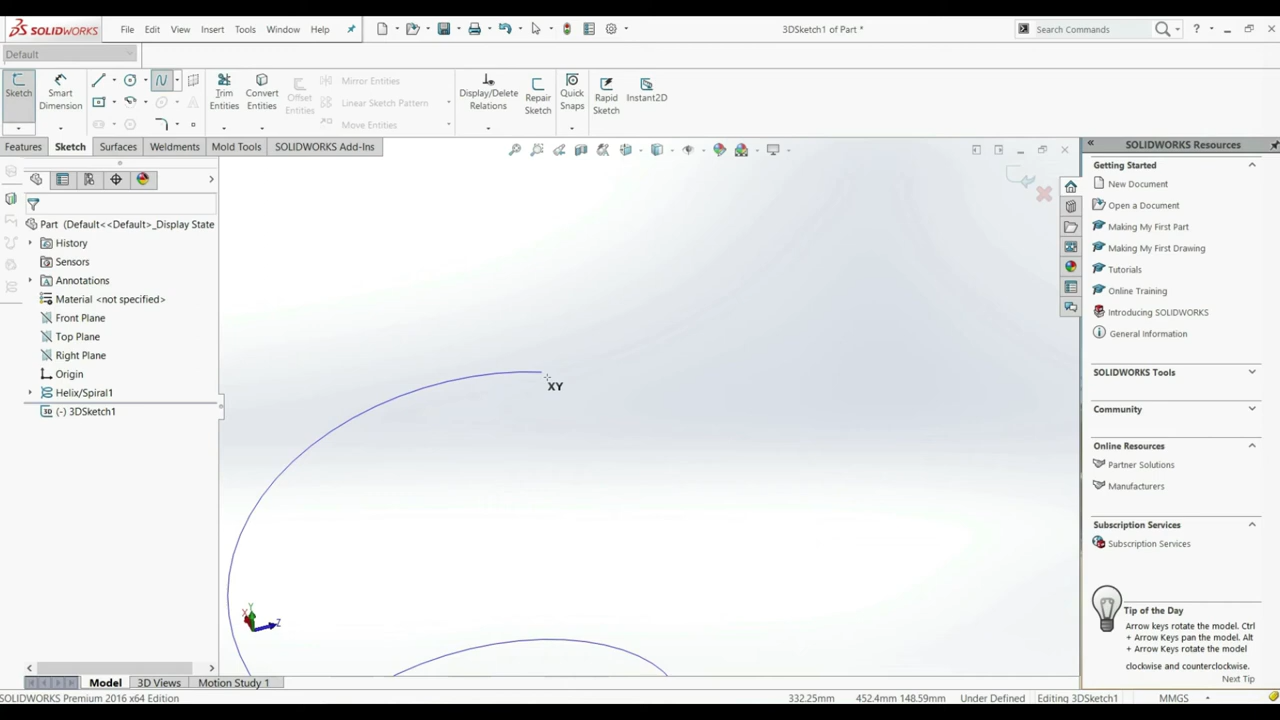 SOLIDWORKS File Edit View Insert Tools Window Help 3DSketch1 of Part * Search Commands
Default
Sketch Smart Dimension Trim Entities Convert Entities Offset Entities Mirror Entities Linear Sketch Pattern Move Entities Display/Delete Relations Repair Sketch Quick Snaps Rapid Sketch Instant2D
Features Sketch Surfaces Weldments Mold Tools SOLIDWORKS Add-Ins
SOLIDWORKS Resources
Part (Default<<Default>_Display State
History
Sensors
Annotations
Material <not specified>
Front Plane
Top Plane
Right Plane
Origin
Helix/Spiral1
3D (-) 3DSketch1
XY
Y
X
Z
Getting Started
New Document
Open a Document
Making My First Part
Making My First Drawing
Tutorials
Online Training
Introducing SOLIDWORKS
General Information
SOLIDWORKS Tools
Community
Online Resources
Partner Solutions
Manufacturers
Subscription Services
Subscription Services
Tip of the Day
Arrow keys rotate the model. Ctrl
+ Arrow Keys pan the model. Alt
+ Arrow Keys rotate the model
clockwise and counterclockwise.
Next Tip
Model 3D Views Motion Study 1
SOLIDWORKS Premium 2016 x64 Edition 332.25mm 452.4mm 148.59mm Under Defined Editing 3DSketch1 MMGS